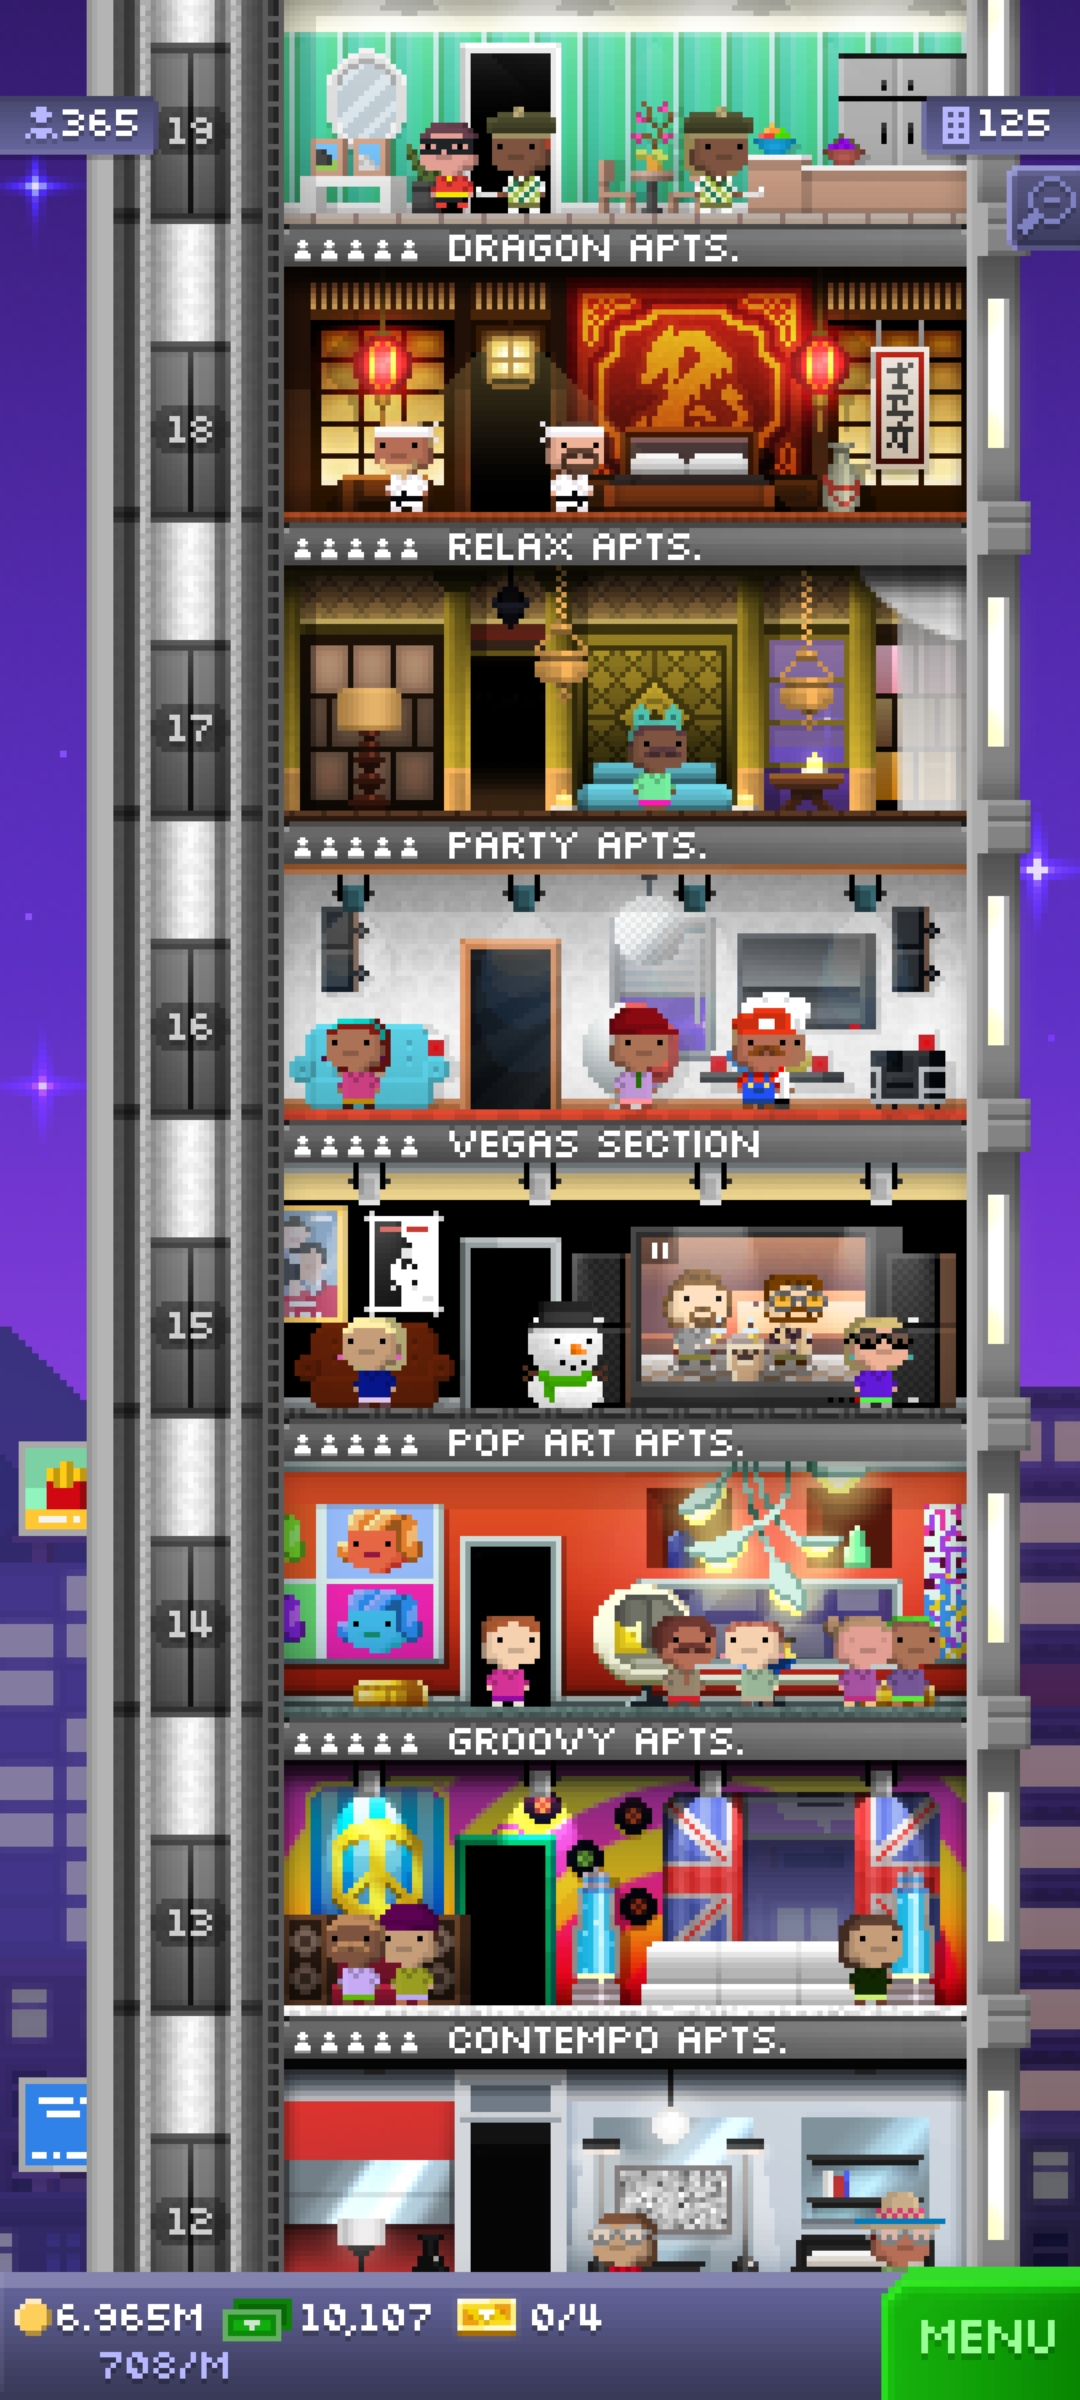 365
19
125
DRAGON APTS.
18
RELAX APTS.
17
PARTY APTS.
16
VEGAS SECTION
15
POP ART APTS.
14
GROOVY APTS.
13
CONTEMPO APTS.
12
6.965M 10,107 0/4
708/M
MENU